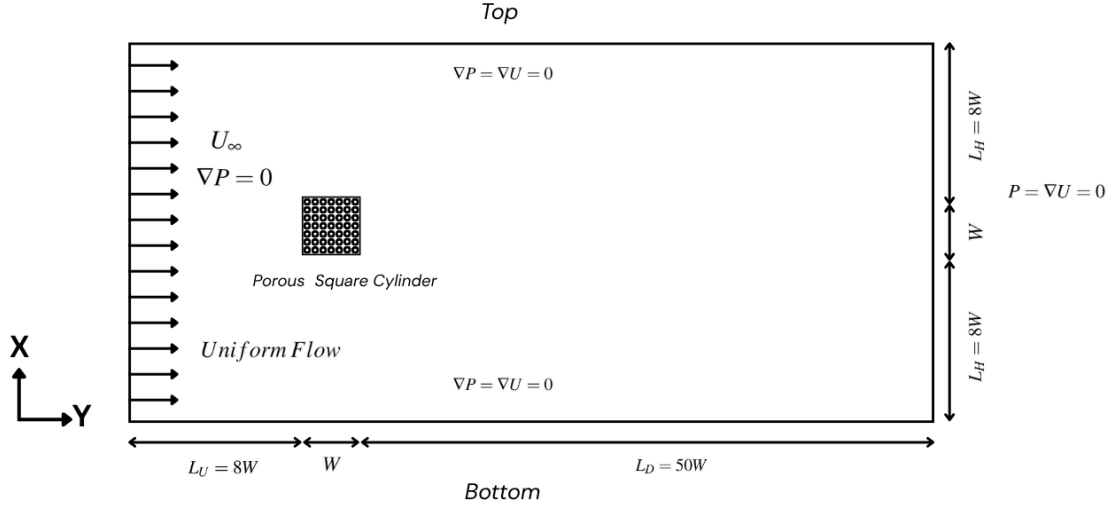 Top
∇P = ∇U = 0
U∞
∇P = 0
L_H = 8W
P = ∇U = 0
W
Porous Square Cylinder
X
Uniform Flow
L_H = 8W
∇P = ∇U = 0
Y
L_U = 8W
W
L_D = 50W
Bottom